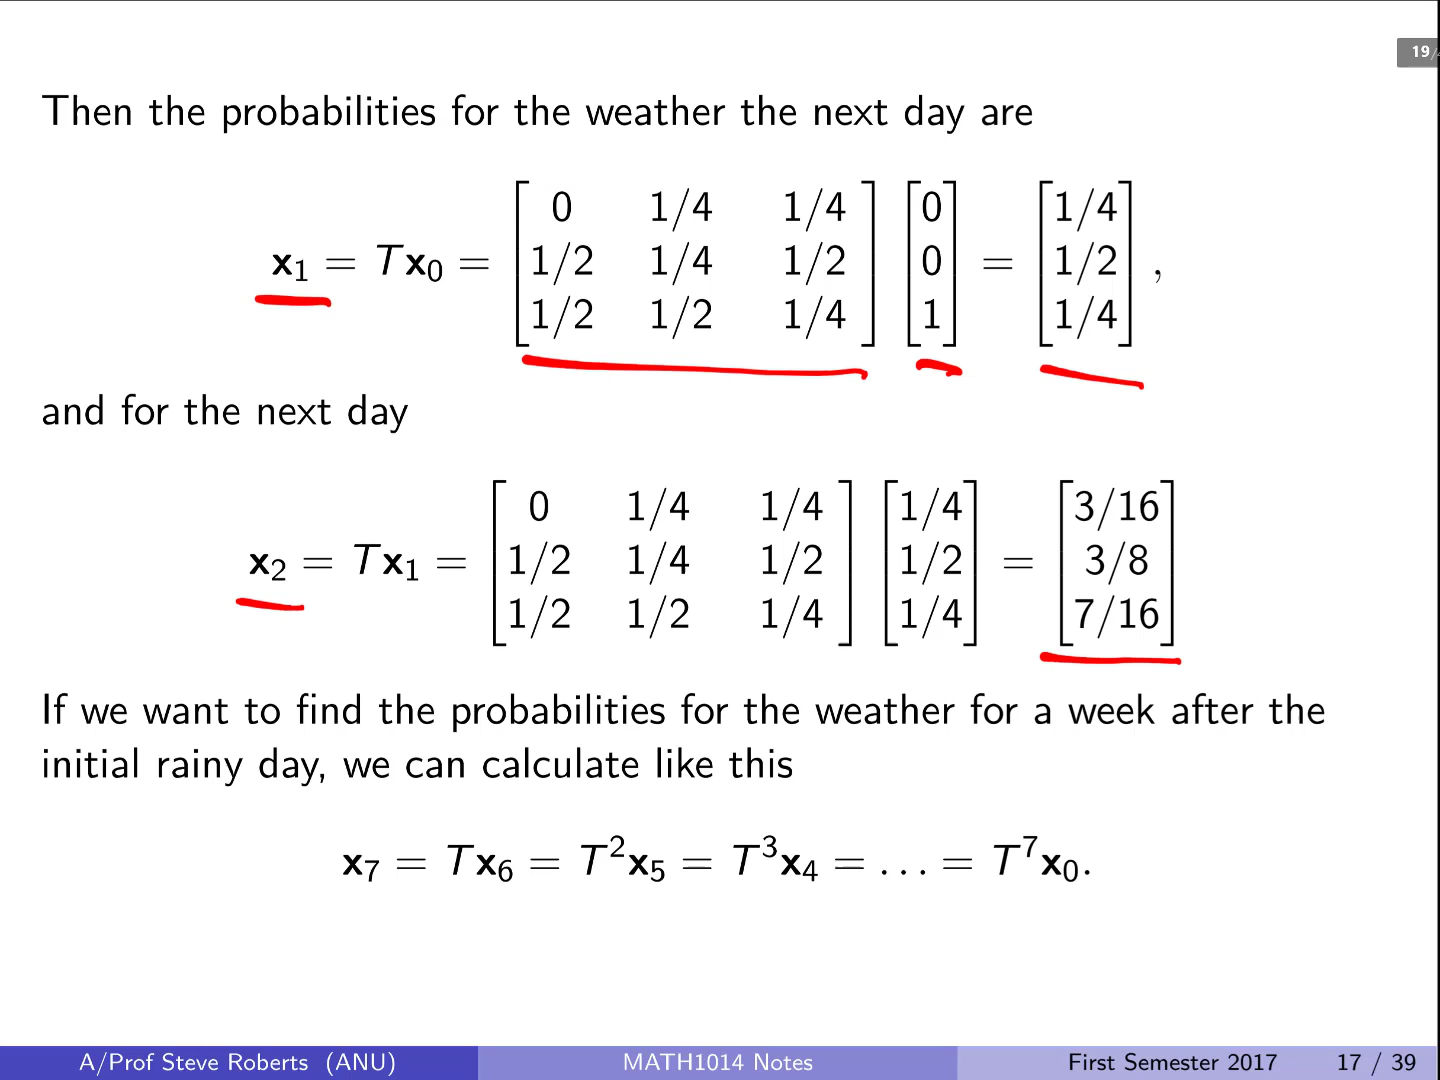 19/4
Then the probabilities for the weather the next day are
x₁ = Tx₀ = [0 1/4 1/4; 1/2 1/4 1/2; 1/2 1/2 1/4] [0; 0; 1] = [1/4; 1/2; 1/4],
and for the next day
x₂ = Tx₁ = [0 1/4 1/4; 1/2 1/4 1/2; 1/2 1/2 1/4] [1/4; 1/2; 1/4] = [3/16; 3/8; 7/16]
If we want to find the probabilities for the weather for a week after the
initial rainy day, we can calculate like this
x₇ = Tx₆ = T²x₅ = T³x₄ = . . . = T⁷x₀.
A/Prof Steve Roberts (ANU) MATH1014 Notes First Semester 2017 17 / 39